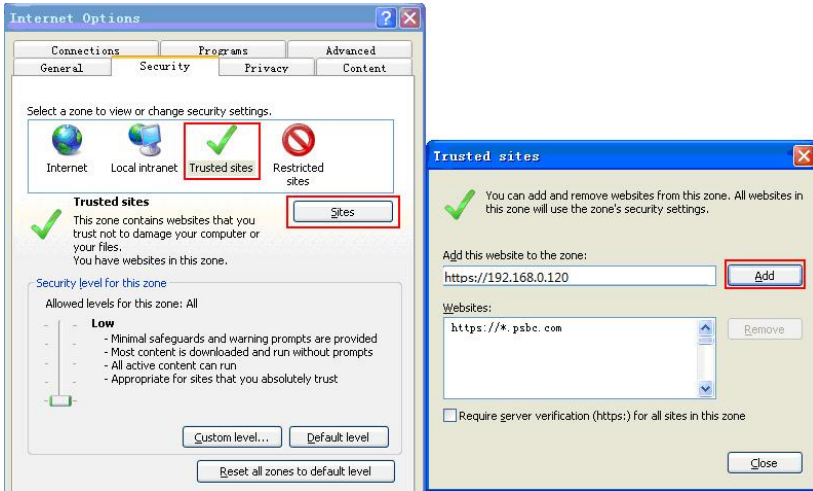 Internet Options
Connections Programs Advanced
General Security Privacy Content
Select a zone to view or change security settings.
Internet Local intranet Trusted sites Restricted
sites
Trusted sites
Sites
This zone contains websites that you
trust not to damage your computer or
your files.
You have websites in this zone.
Security level for this zone
Allowed levels for this zone: All
Low
- Minimal safeguards and warning prompts are provided
- Most content is downloaded and run without prompts
- All active content can run
- Appropriate for sites that you absolutely trust
Custom level... Default level
Reset all zones to default level
Trusted sites
You can add and remove websites from this zone. All websites in
this zone will use the zone's security settings.
Add this website to the zone:
https://192.168.0.120 Add
Websites:
https://*.psbc.com Remove
Require server verification (https:) for all sites in this zone
Close